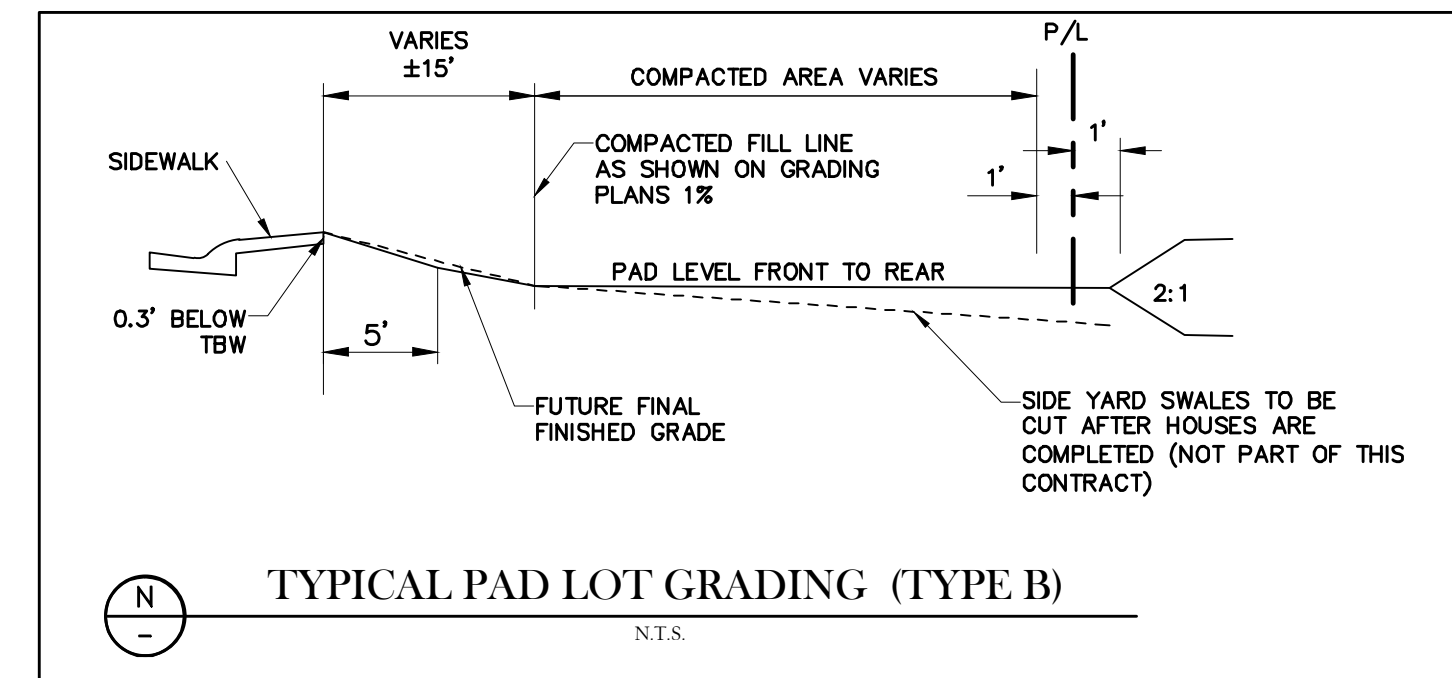 VARIES
±15'
COMPACTED AREA VARIES
P/L
1'
1'
SIDEWALK
COMPACTED FILL LINE
AS SHOWN ON GRADING
PLANS 1%
PAD LEVEL FRONT TO REAR
2:1
0.3' BELOW
TBW
5'
FUTURE FINAL
FINISHED GRADE
SIDE YARD SWALES TO BE
CUT AFTER HOUSES ARE
COMPLETED (NOT PART OF THIS
CONTRACT)
N
-
TYPICAL PAD LOT GRADING (TYPE B)
N.T.S.